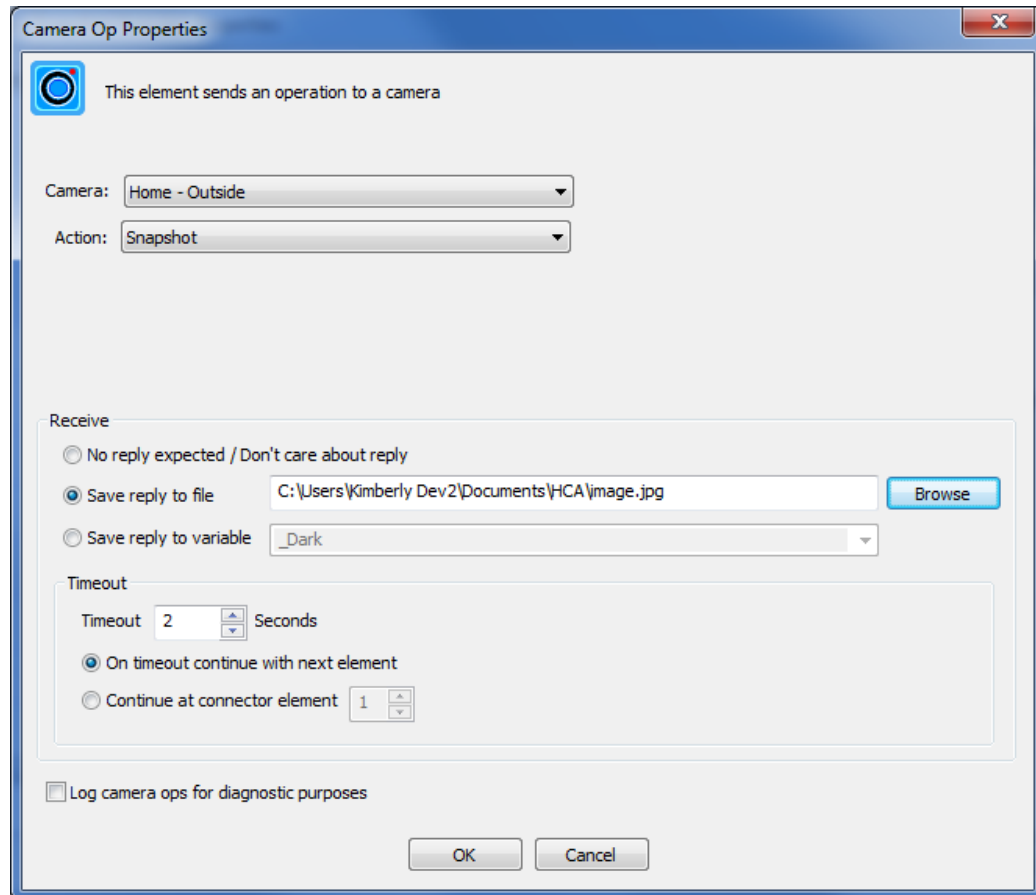 Camera Op Properties
This element sends an operation to a camera
Camera: Home - Outside
Action: Snapshot
Receive
No reply expected / Don't care about reply
Save reply to file C:\Users\Kimberly Dev2\Documents\HCA\image.jpg Browse
Save reply to variable _Dark
Timeout
Timeout 2 Seconds
On timeout continue with next element
Continue at connector element 1
Log camera ops for diagnostic purposes
OK Cancel